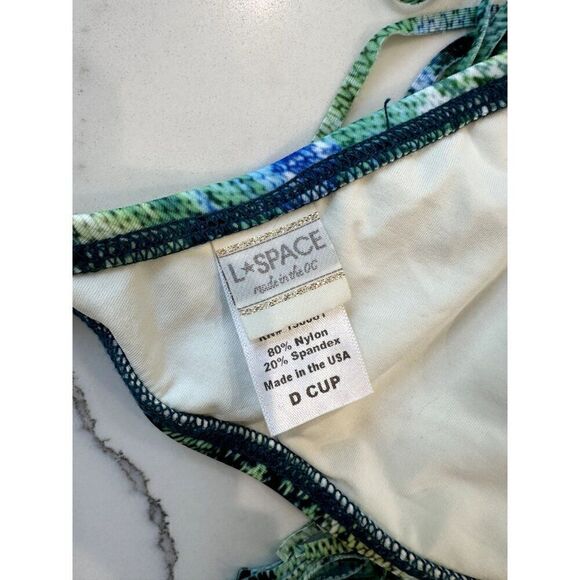 L★SPACE
made in the OC
80% Nylon
20% Spandex
Made in the USA
D CUP